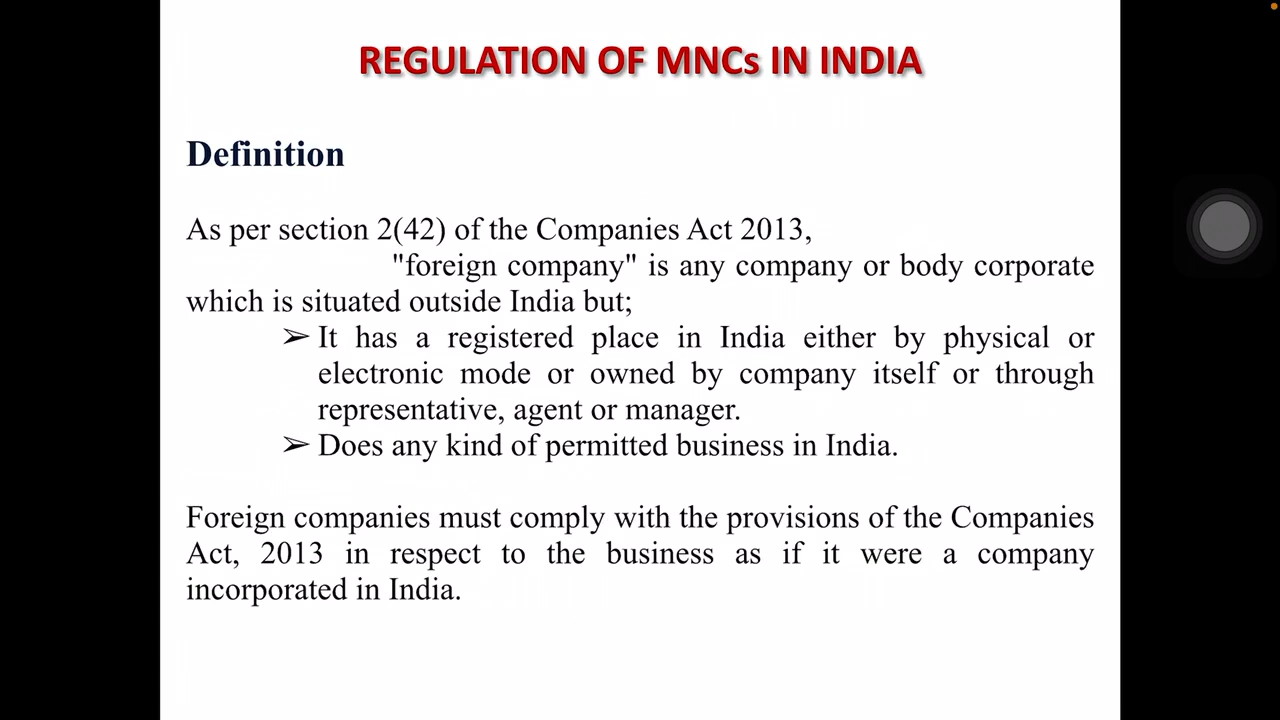 REGULATION OF MNCs IN INDIA
Definition
As per section 2(42) of the Companies Act 2013,
"foreign company" is any company or body corporate
which is situated outside India but;
➢ It has a registered place in India either by physical or
electronic mode or owned by company itself or through
representative, agent or manager.
➢ Does any kind of permitted business in India.
Foreign companies must comply with the provisions of the Companies
Act, 2013 in respect to the business as if it were a company
incorporated in India.